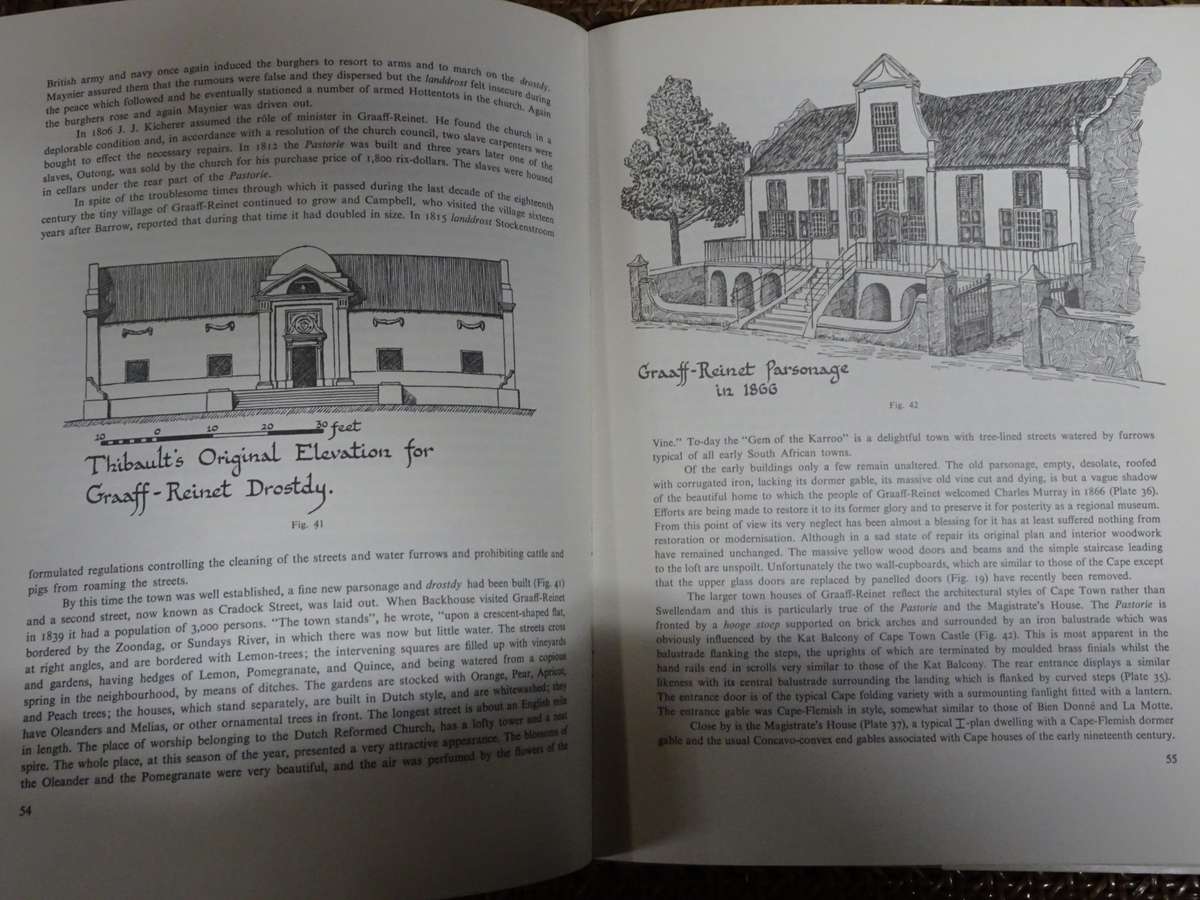 British army and navy once again induced the burghers to resort to arms and to march on the drostdy.
Maynier assured them that the rumours were false and they dispersed but the landdrost felt insecure during
the peace which followed and he eventually stationed a number of armed Hottentots in the church. Again
the burghers rose and again Maynier was driven out.
In 1806 J. J. Kicherer assumed the rôle of minister in Graaff-Reinet. He found the church in a
deplorable condition and, in accordance with a resolution of the church council, two slave carpenters were
bought to effect the necessary repairs. In 1812 the Pastorie was built and three years later one of the
slaves, Outong, was sold by the church for his purchase price of 1,800 rix-dollars. The slaves were housed
in cellars under the rear part of the Pastorie.
In spite of the troublesome times through which it passed during the last decade of the eighteenth
century the tiny village of Graaff-Reinet continued to grow and Campbell, who visited the village sixteen
years after Barrow, reported that during that time it had doubled in size. In 1815 landdrost Stockenstroom
10 0 10 20 30 feet
Thibault's Original Elevation for
Graaff-Reinet Drostdy.
Fig. 41
formulated regulations controlling the cleaning of the streets and water furrows and prohibiting cattle and
pigs from roaming the streets.
By this time the town was well established, a fine new parsonage and drostdy had been built (Fig. 41)
and a second street, now known as Cradock Street, was laid out. When Backhouse visited Graaff-Reinet
in 1839 it had a population of 3,000 persons. "The town stands", he wrote, "upon a crescent-shaped flat,
bordered by the Zoondag, or Sundays River, in which there was now but little water. The streets cross
at right angles, and are bordered with Lemon-trees; the intervening squares are filled up with vineyards
and gardens, having hedges of Lemon, Pomegranate, and Quince, and being watered from a copious
spring in the neighbourhood, by means of ditches. The gardens are stocked with Orange, Pear, Apricot,
and Peach trees; the houses, which stand separately, are built in Dutch style, and are whitewashed; they
have Oleanders and Melias, or other ornamental trees in front. The longest street is about an English mile
in length. The place of worship belonging to the Dutch Reformed Church, has a lofty tower and a neat
spire. The whole place, at this season of the year, presented a very attractive appearance. The blossoms of
the Oleander and the Pomegranate were very beautiful, and the air was perfumed by the flowers of the
54
Graaff-Reinet Parsonage
in 1866
Fig. 42
Vine." To-day the "Gem of the Karroo" is a delightful town with tree-lined streets watered by furrows
typical of all early South African towns.
Of the early buildings only a few remain unaltered. The old parsonage, empty, desolate, roofed
with corrugated iron, lacking its dormer gable, its massive old vine cut and dying, is but a vague shadow
of the beautiful home to which the people of Graaff-Reinet welcomed Charles Murray in 1866 (Plate 36).
Efforts are being made to restore it to its former glory and to preserve it for posterity as a regional museum.
From this point of view its very neglect has been almost a blessing for it has at least suffered nothing from
restoration or modernisation. Although in a sad state of repair its original plan and interior woodwork
have remained unchanged. The massive yellow wood doors and beams and the simple staircase leading
to the loft are unspoilt. Unfortunately the two wall-cupboards, which are similar to those of the Cape except
that the upper glass doors are replaced by panelled doors (Fig. 19) have recently been removed.
The larger town houses of Graaff-Reinet reflect the architectural styles of Cape Town rather than
Swellendam and this is particularly true of the Pastorie and the Magistrate's House. The Pastorie is
fronted by a hooge stoep supported on brick arches and surrounded by an iron balustrade which was
obviously influenced by the Kat Balcony of Cape Town Castle (Fig. 42). This is most apparent in the
balustrade flanking the steps, the uprights of which are terminated by moulded brass finials whilst the
hand rails end in scrolls very similar to those of the Kat Balcony. The rear entrance displays a similar
likeness with its central balustrade surrounding the landing which is flanked by curved steps (Plate 35).
The entrance door is of the typical Cape folding variety with a surmounting fanlight fitted with a lantern.
The entrance gable was Cape-Flemish in style, somewhat similar to those of Bien Donné and La Motte.
Close by is the Magistrate's House (Plate 37), a typical I-plan dwelling with a Cape-Flemish dormer
gable and the usual Concavo-convex end gables associated with Cape houses of the early nineteenth century.
55